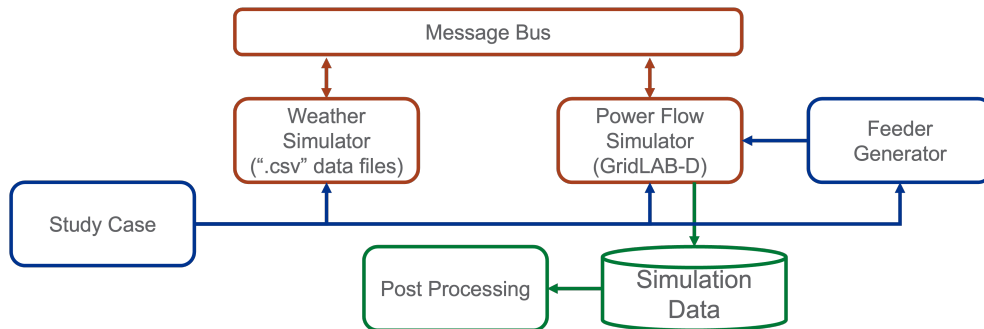 Message Bus
Weather
Simulator
(“.csv” data files)
Power Flow
Simulator
(GridLAB-D)
Feeder
Generator
Study Case
Post Processing
Simulation
Data